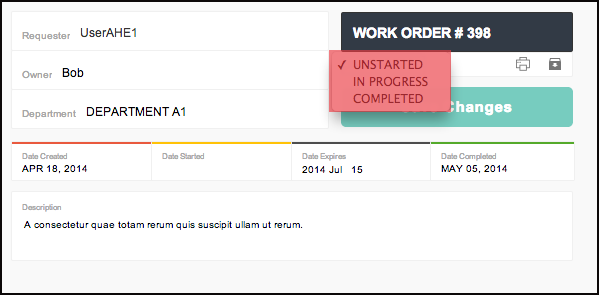 Requester UserAHE1
WORK ORDER # 398
Owner Bob
✓ UNSTARTED
IN PROGRESS
COMPLETED
Department DEPARTMENT A1
Changes
Date Created
APR 18, 2014
Date Started
Date Expires
2014 Jul 15
Date Completed
MAY 05, 2014
Description
A consectetur quae totam rerum quis suscipit ullam ut rerum.